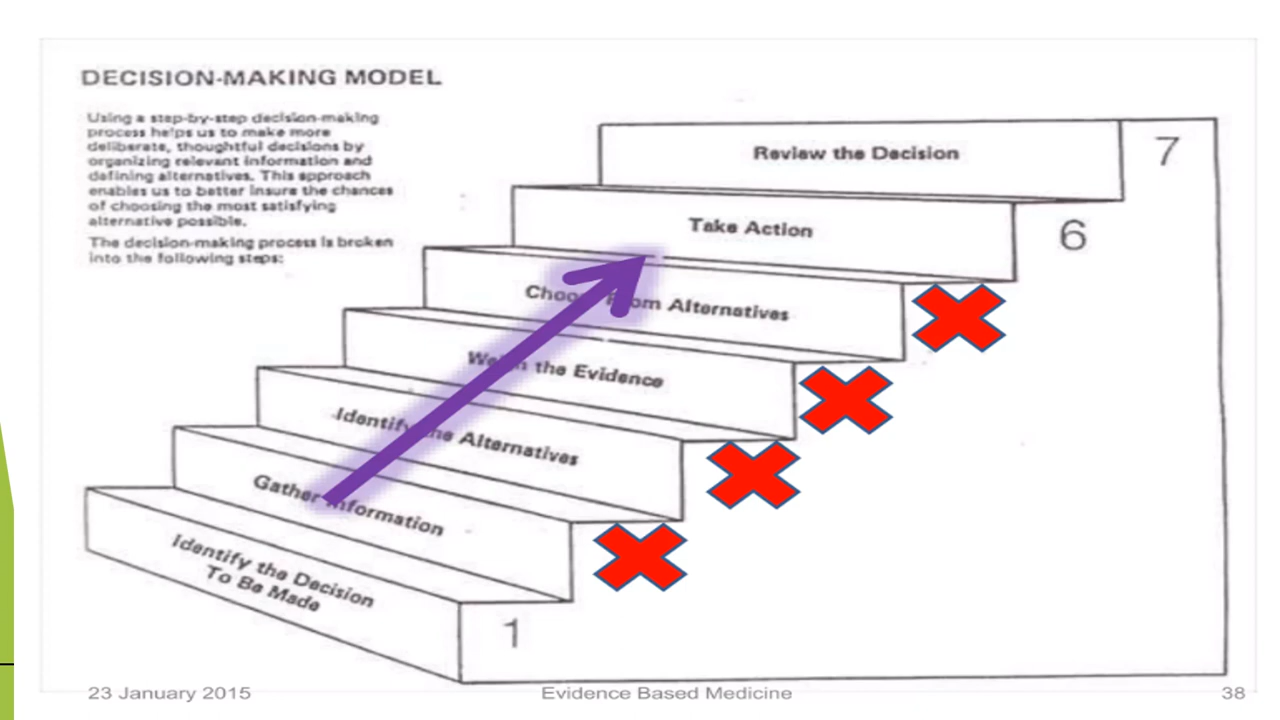 DECISION-MAKING MODEL
Using a step-by-step decision-making
process helps us to make more
deliberate, thoughtful decisions by
organizing relevant information and
defining alternatives. This approach
enables us to better insure the chances
of choosing the most satisfying
alternative possible.
The decision-making process is broken
into the following steps:
Review the Decision
7
Take Action
6
Choose From Alternatives
Weigh the Evidence
Identify the Alternatives
Gather Information
Identify the Decision
To Be Made
1
23 January 2015
Evidence Based Medicine
38